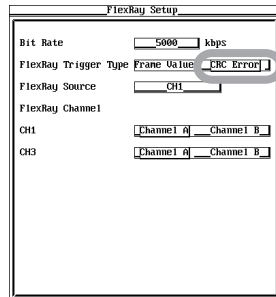 FlexRay Setup
Bit Rate 5000 kbps
FlexRay Trigger Type Frame Value CRC Error
FlexRay Source CH1
FlexRay Channel
CH1 Channel A Channel B
CH3 Channel A Channel B